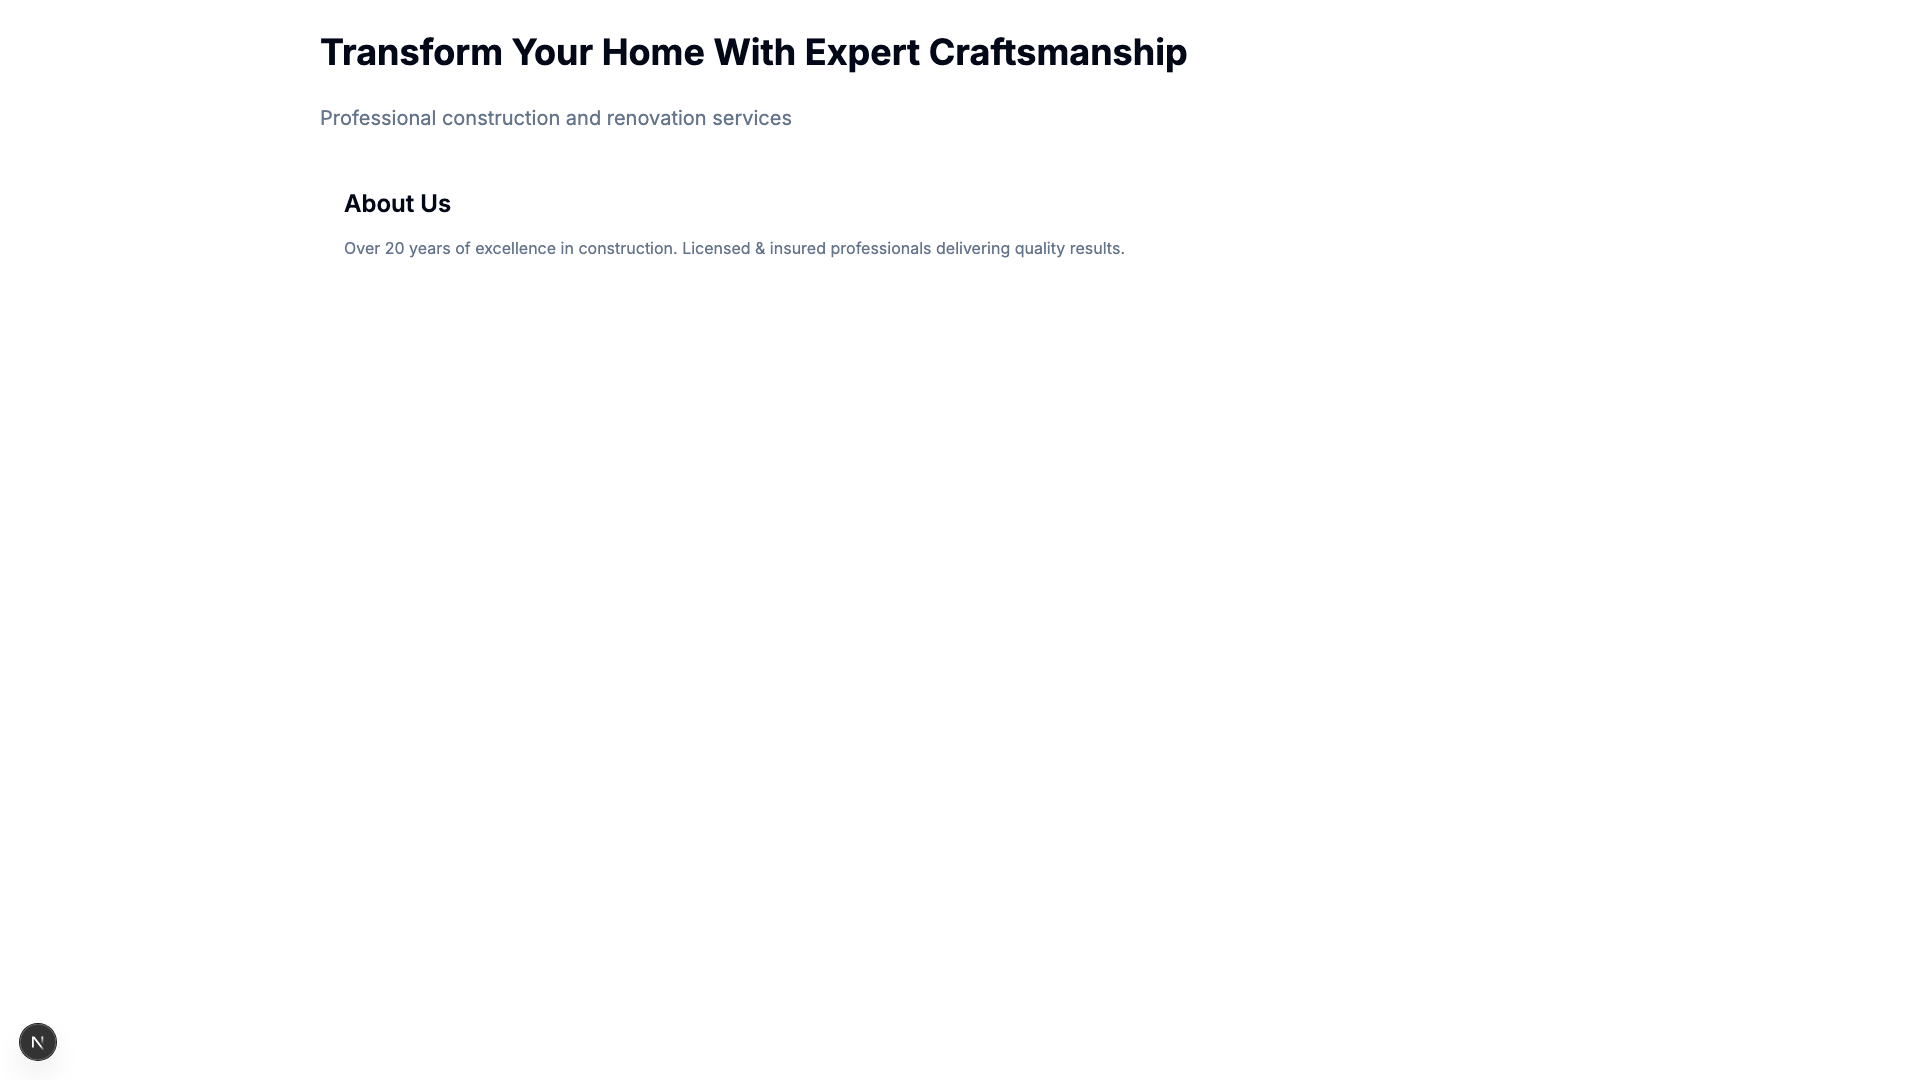 Transform Your Home With Expert Craftsmanship
Professional construction and renovation services
About Us
Over 20 years of excellence in construction. Licensed & insured professionals delivering quality results.
N